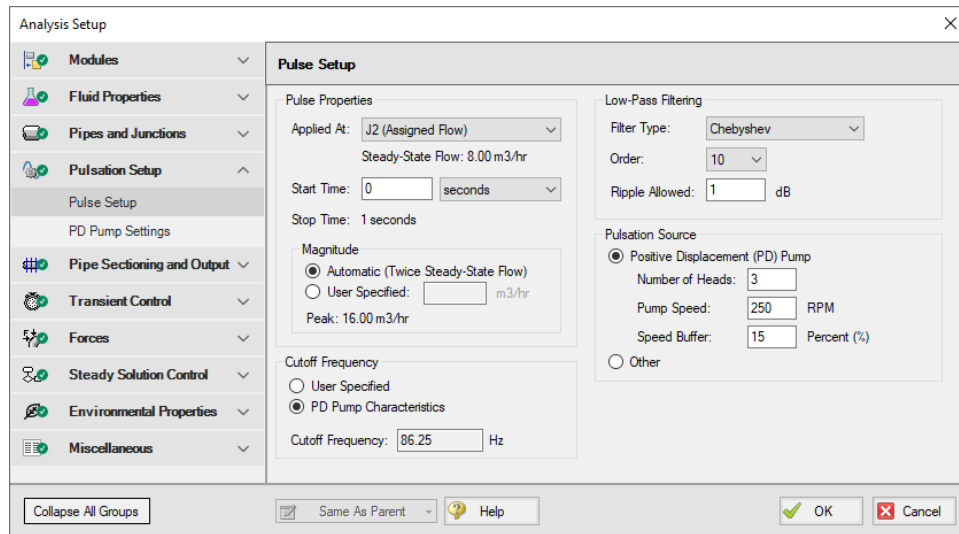 Analysis Setup
Modules
Fluid Properties
Pipes and Junctions
Pulsation Setup
Pulse Setup
PD Pump Settings
Pipe Sectioning and Output
Transient Control
Forces
Steady Solution Control
Environmental Properties
Miscellaneous
Pulse Setup
Pulse Properties
Applied At: J2 (Assigned Flow)
Steady-State Flow: 8.00 m3/hr
Start Time: 0 seconds
Stop Time: 1 seconds
Magnitude
Automatic (Twice Steady-State Flow)
User Specified: m3/hr
Peak: 16.00 m3/hr
Cutoff Frequency
User Specified
PD Pump Characteristics
Cutoff Frequency: 86.25 Hz
Low-Pass Filtering
Filter Type: Chebyshev
Order: 10
Ripple Allowed: 1 dB
Pulsation Source
Positive Displacement (PD) Pump
Number of Heads: 3
Pump Speed: 250 RPM
Speed Buffer: 15 Percent (%)
Other
Collapse All Groups
Same As Parent
Help
OK
Cancel